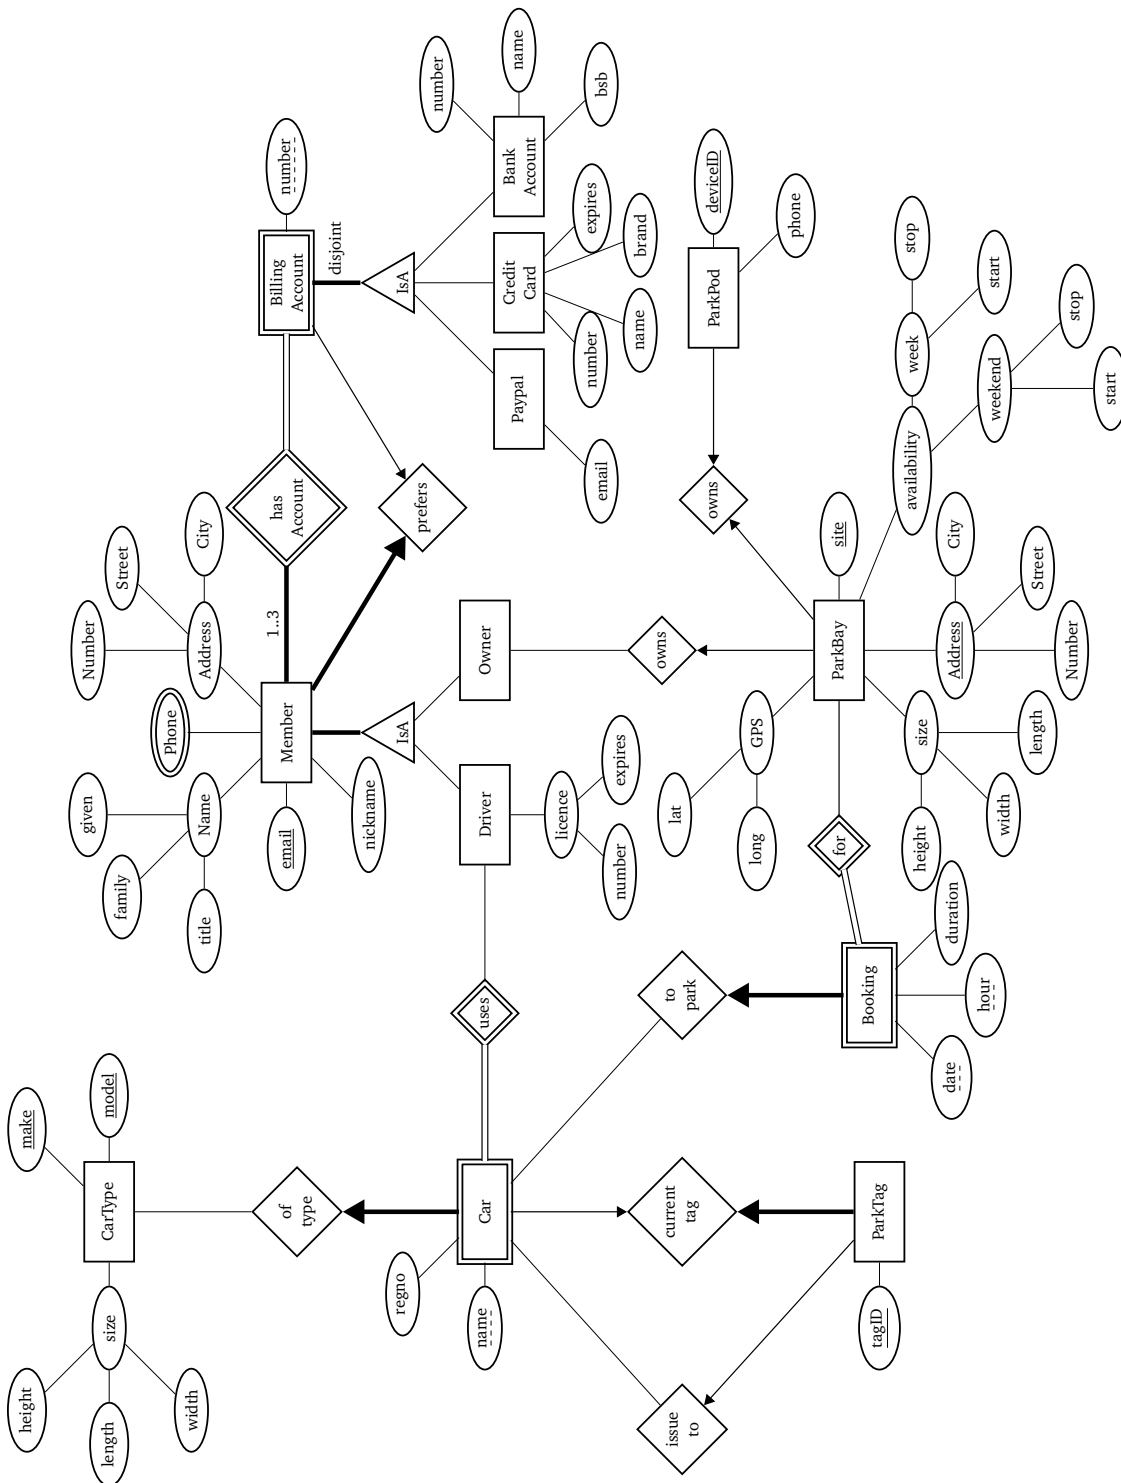 height
make
length
size
CarType
model
given
Number
family
Street
Phone
width
title
Name
Address
City
1..3
of
type
email
Member
has
Account
Billing
Account
number
disjoint
nickname
regno
IsA
IsA
prefers
number
name
Car
uses
Driver
Owner
Paypal
Credit
Card
Bank
Account
name
licence
number
expires
email
bsb
number
expires
name
brand
owns
lat
issue
to
current
tag
to
park
owns
ParkPod
deviceID
long
GPS
phone
for
ParkBay
site
tagID
ParkTag
Booking
height
size
availability
week
stop
date
duration
Address
City
hour
width
weekend
start
length
Street
Number
stop
start